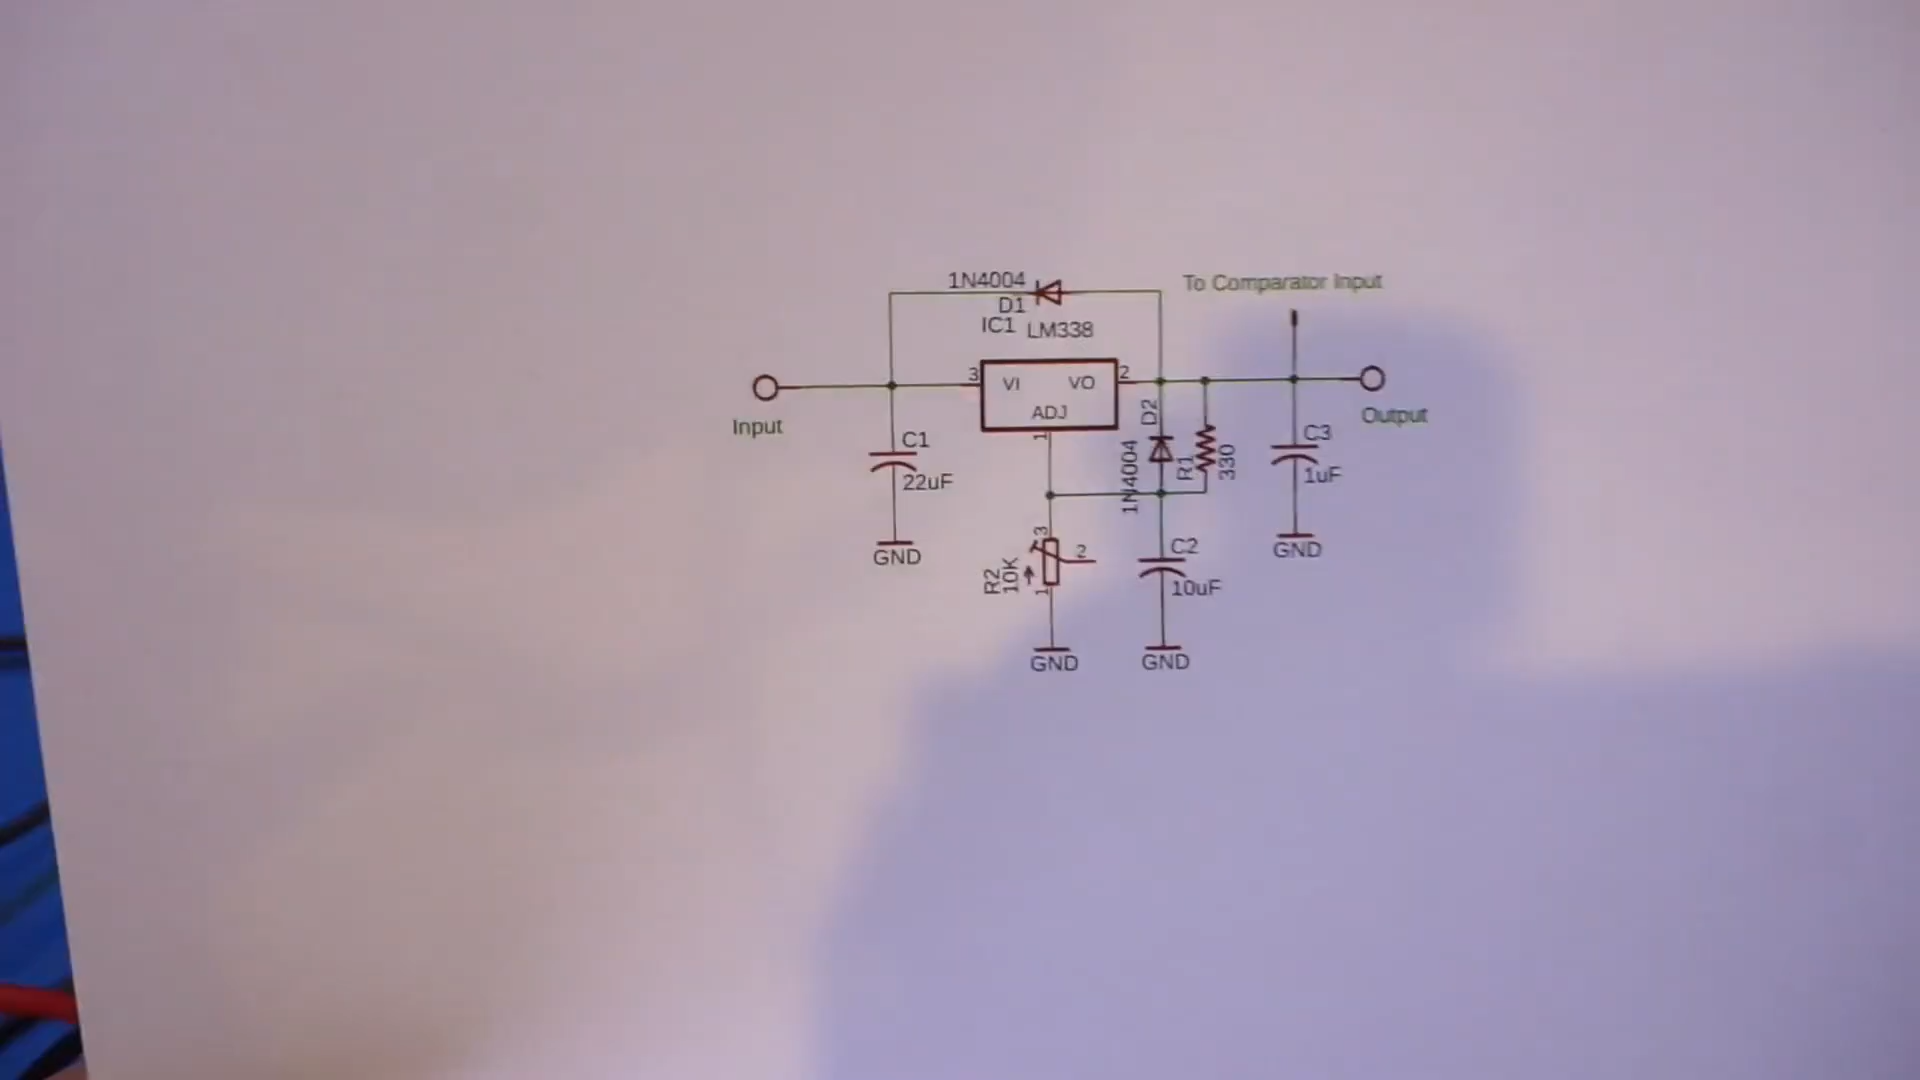 1N4004
D1
To Comparator Input
IC1
LM338
3
VI
VO
2
ADJ
1
Input
Output
C1
22uF
D2
1N4004
R1
330
C3
1uF
GND
GND
R2
10K
3
2
1
C2
10uF
GND
GND